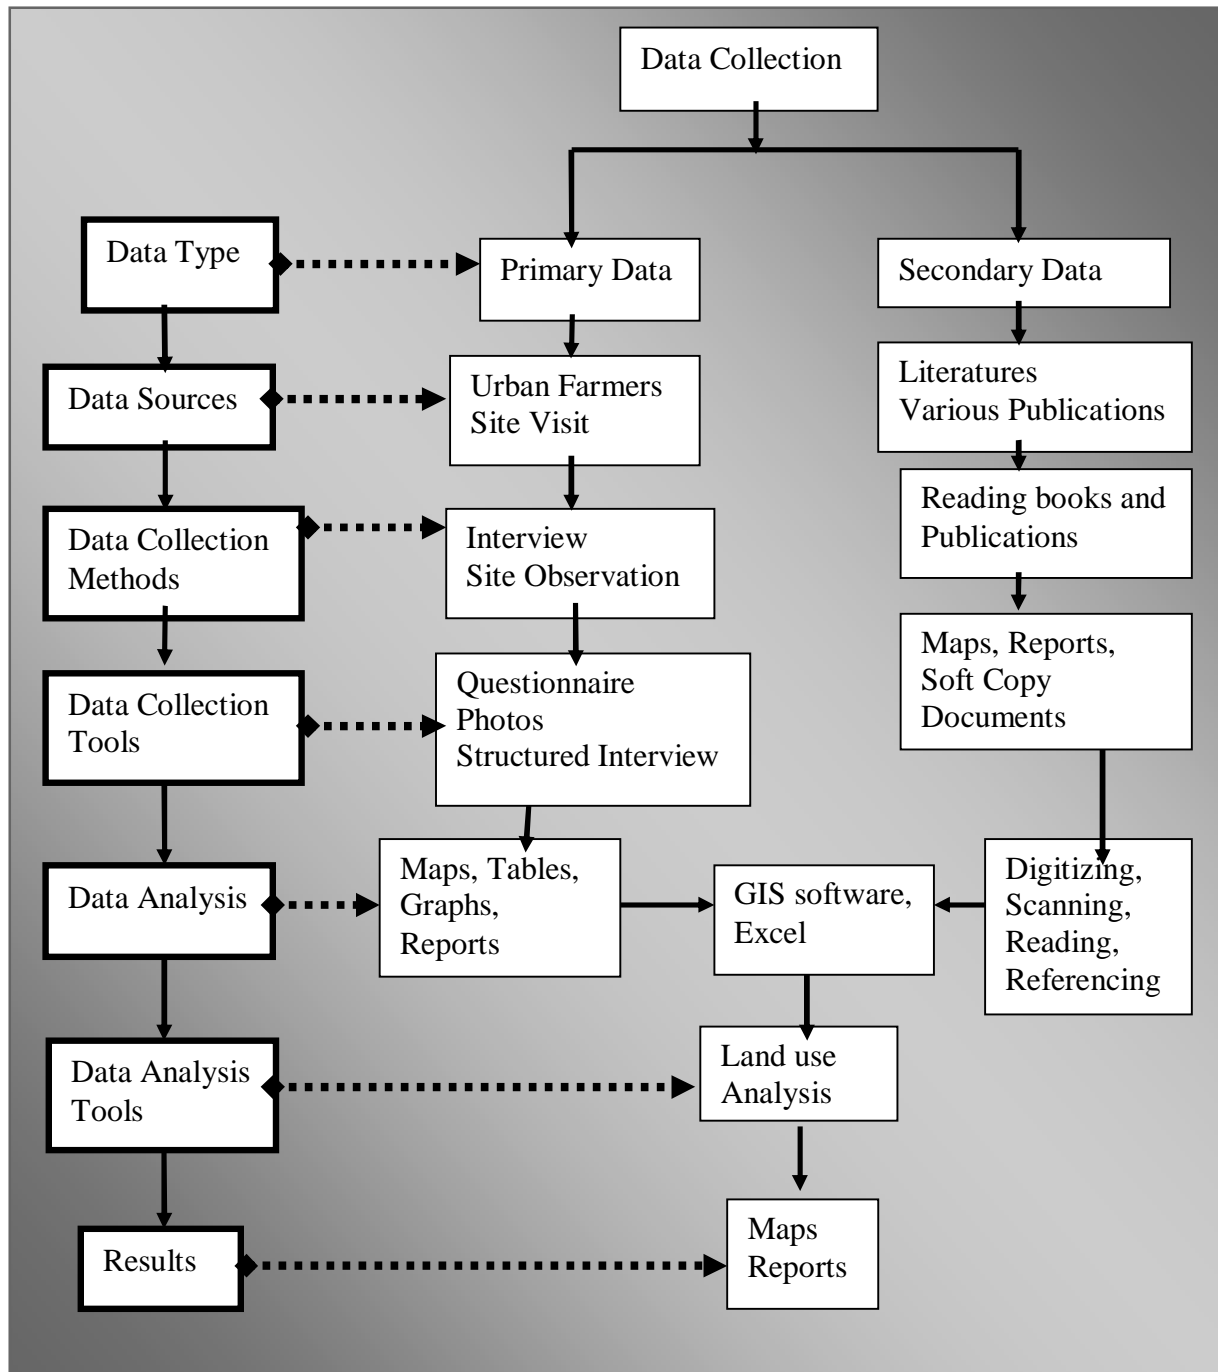 Data Collection
Data Type
Primary Data
Secondary Data
Data Sources
Urban Farmers
Site Visit
Literatures
Various Publications
Data Collection
Methods
Interview
Site Observation
Reading books and
Publications
Data Collection
Tools
Questionnaire
Photos
Structured Interview
Maps, Reports,
Soft Copy
Documents
Data Analysis
Maps, Tables,
Graphs,
Reports
GIS software,
Excel
Digitizing,
Scanning,
Reading,
Referencing
Data Analysis
Tools
Land use
Analysis
Results
Maps
Reports